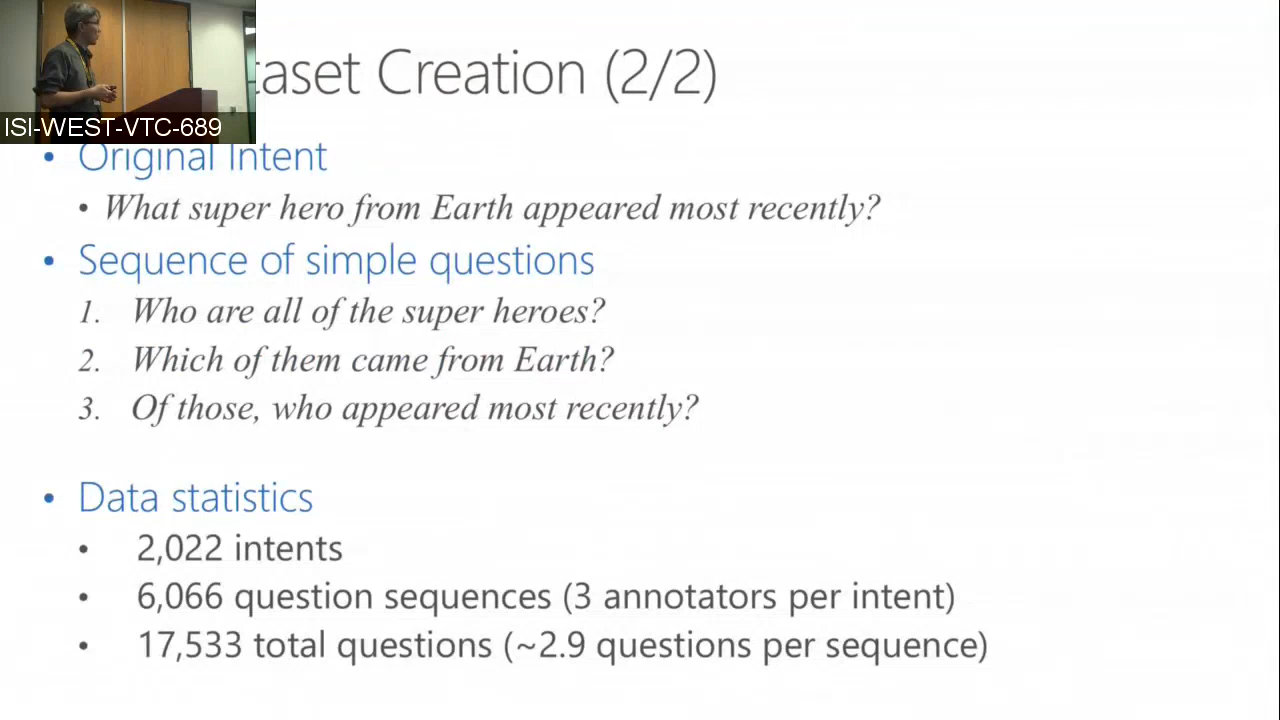 taset Creation (2/2)
ISI-WEST-VTC-689
• Original Intent
• What super hero from Earth appeared most recently?
• Sequence of simple questions
1. Who are all of the super heroes?
2. Which of them came from Earth?
3. Of those, who appeared most recently?
• Data statistics
• 2,022 intents
• 6,066 question sequences (3 annotators per intent)
• 17,533 total questions (~2.9 questions per sequence)